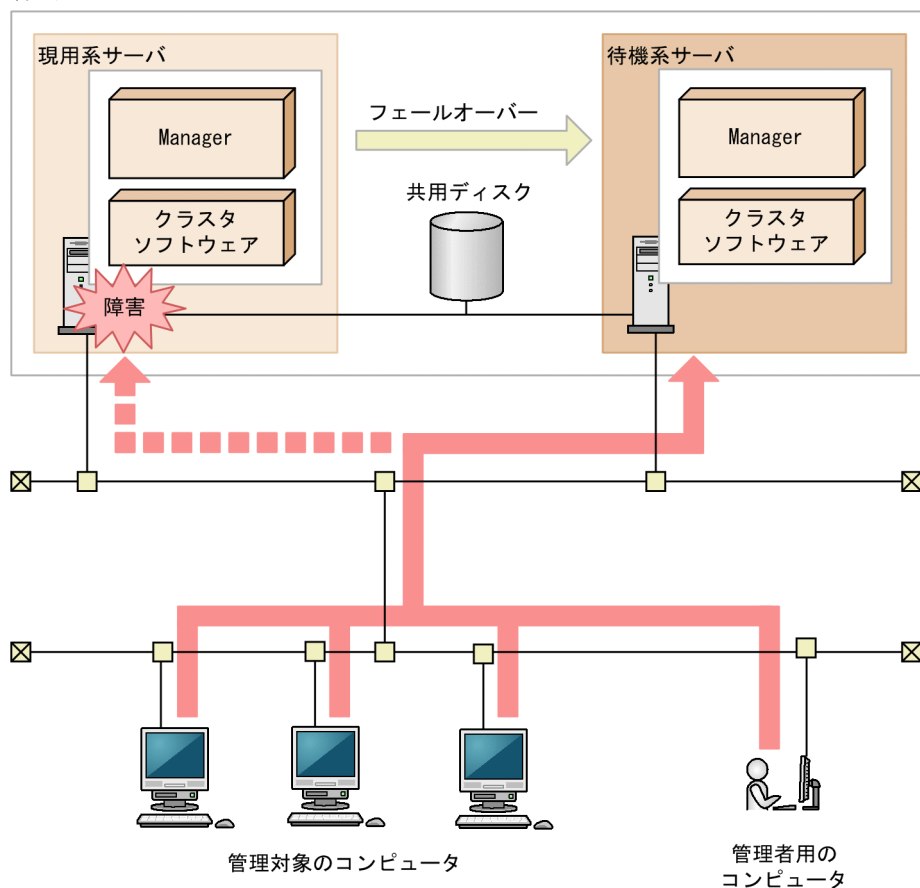 現用系サーバ
待機系サーバ
Manager
フェールオーバー
Manager
共用ディスク
クラスタ
ソフトウェア
クラスタ
ソフトウェア
障害
管理対象のコンピュータ
管理者用の
コンピュータ